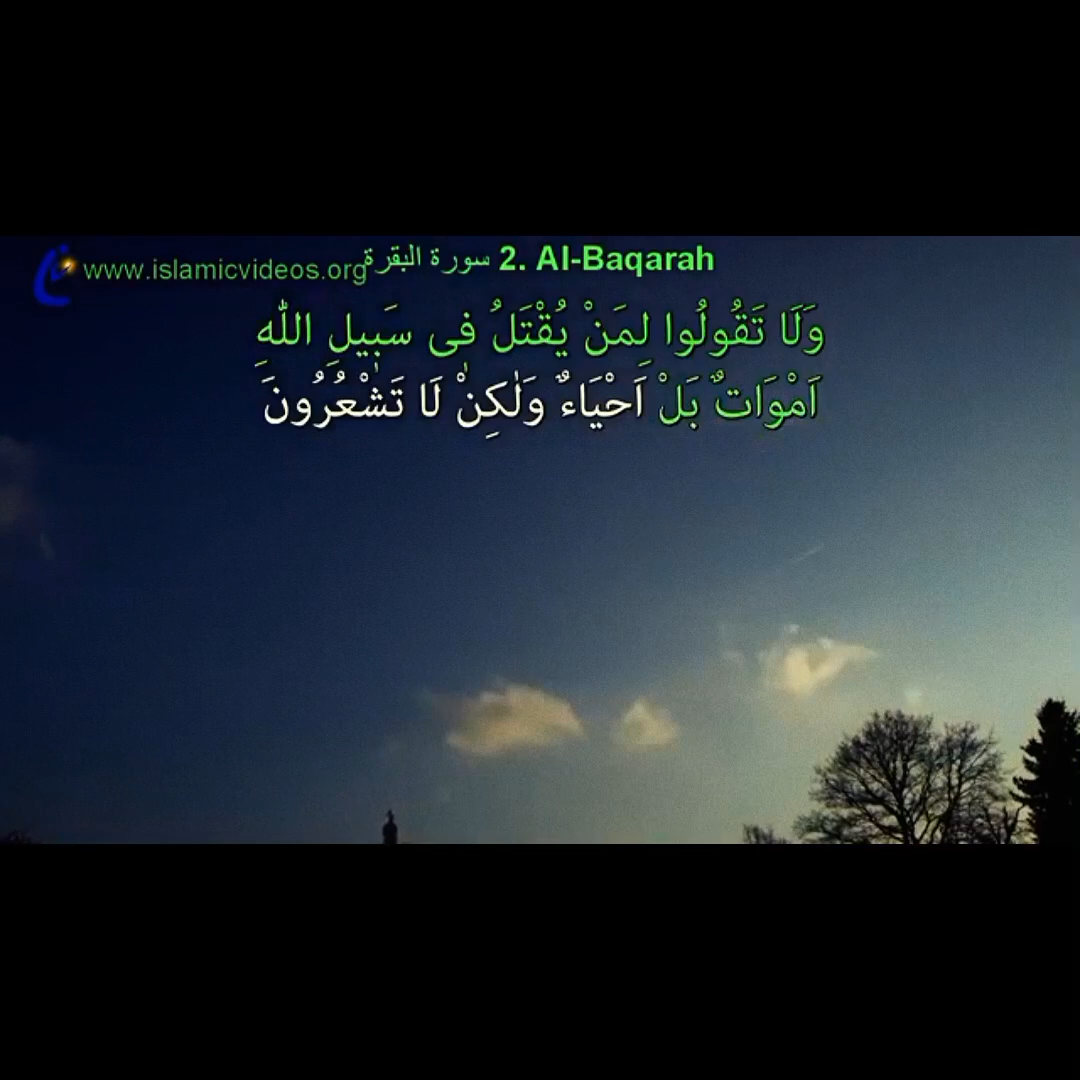 www.islamicvideos.org
سورة البقرة 2. Al-Baqarah
وَلَا تَقُولُوا لِمَنْ يُقْتَلُ فٖى سَبٖيلِ اللّٰهِ
اَمْوَاتٌ بَلْ اَحْيَاءٌ وَلٰكِنْ لَا تَشْعُرُونَ